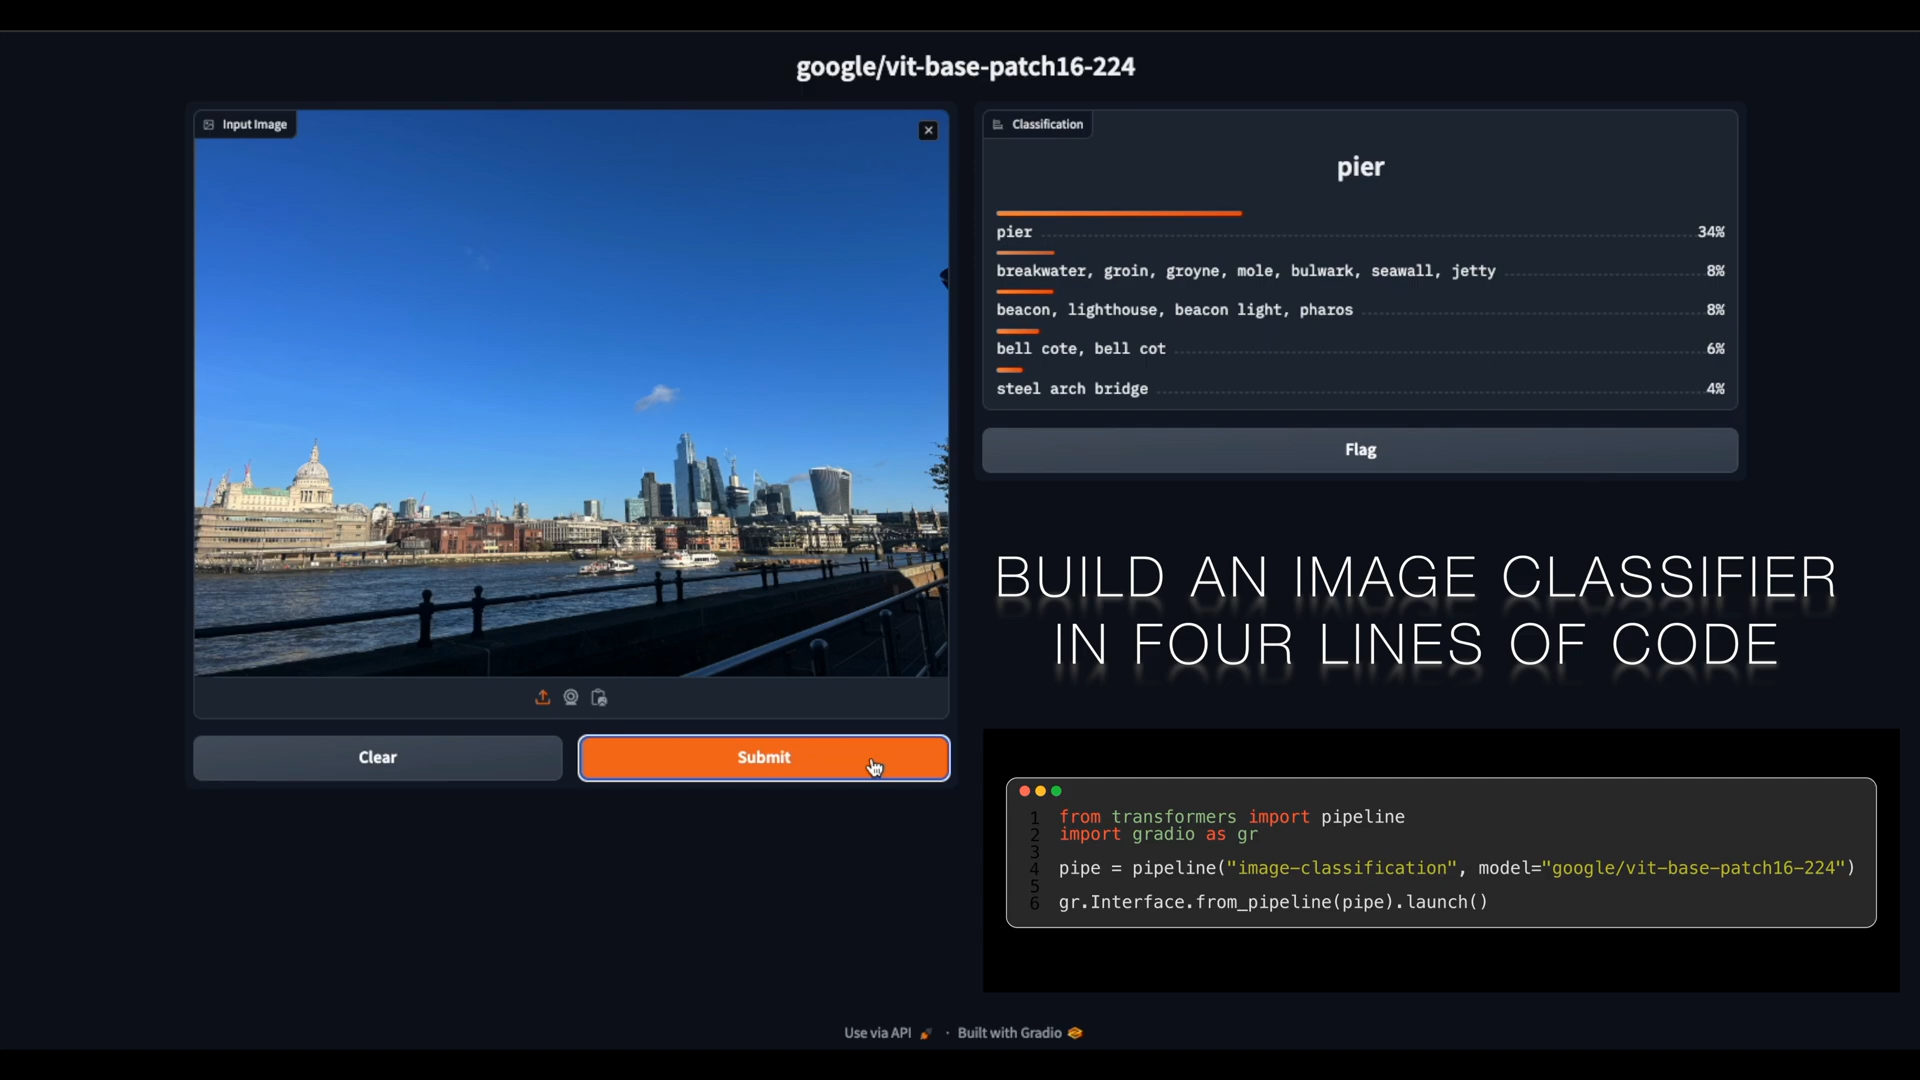 google/vit-base-patch16-224
Input Image
Classification
pier
pier 34%
breakwater, groin, groyne, mole, bulwark, seawall, jetty 8%
beacon, lighthouse, beacon light, pharos 8%
bell cote, bell cot 6%
steel arch bridge 4%
Flag
Clear
Submit
BUILD AN IMAGE CLASSIFIER
IN FOUR LINES OF CODE
1 from transformers import pipeline
2 import gradio as gr
3
4 pipe = pipeline("image-classification", model="google/vit-base-patch16-224")
5
6 gr.Interface.from_pipeline(pipe).launch()
Use via API · Built with Gradio